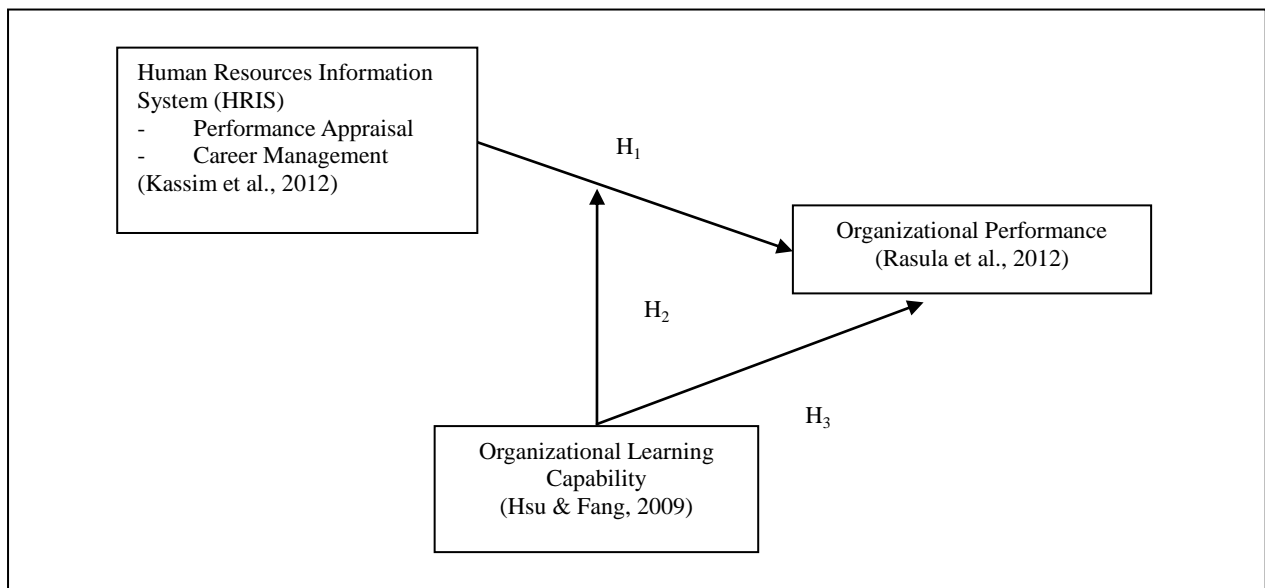 Human Resources Information
System (HRIS)
- Performance Appraisal
- Career Management
(Kassim et al., 2012)
H₁
Organizational Performance
(Rasula et al., 2012)
H₂
H₃
Organizational Learning
Capability
(Hsu & Fang, 2009)